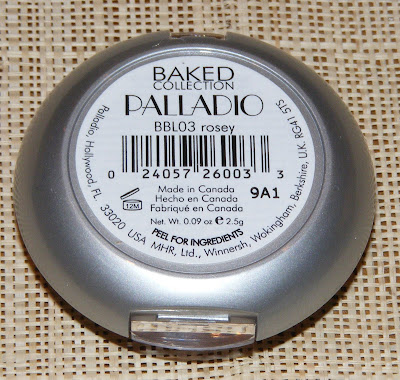 BAKED
COLLECTION
PALLADIO
BBL03 rosey
0 24057 26003 3
Made in Canada
Hecho en Canada
Fabriqué en Canada
9A1
12M
Net. Wt. 0.09 oz ℮ 2.5g
PEEL FOR INGREDIENTS
Palladio, Hollywood, FL. 33020 USA MHR, Ltd., Winnersh, Wokingham, Berkshire, U.K. RG41 5TS